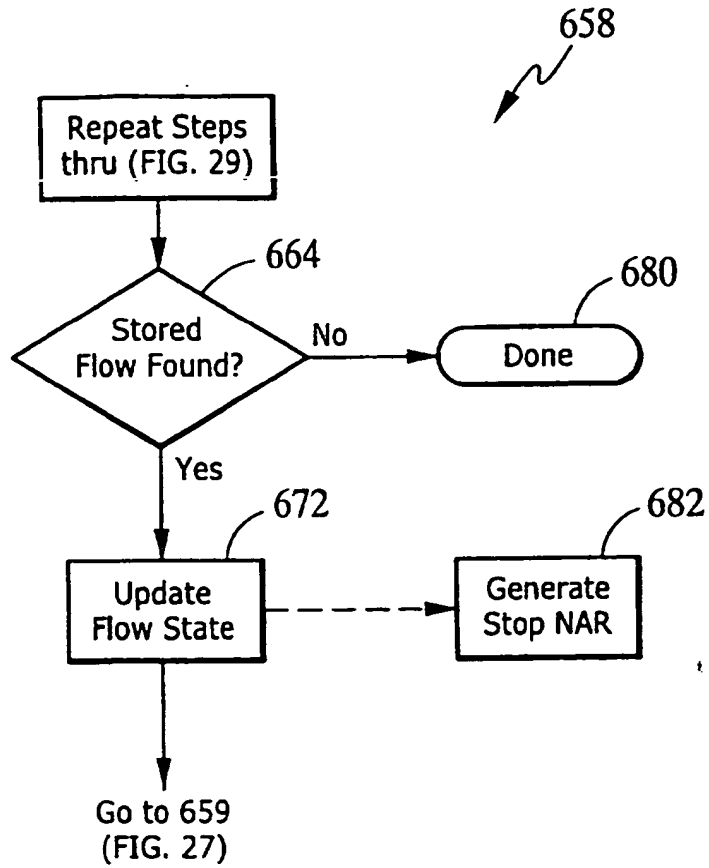 658
Repeat Steps
thru (FIG. 29)
664
Stored
Flow Found?
No
680
Done
Yes
672
Update
Flow State
682
Generate
Stop NAR
Go to 659
(FIG. 27)